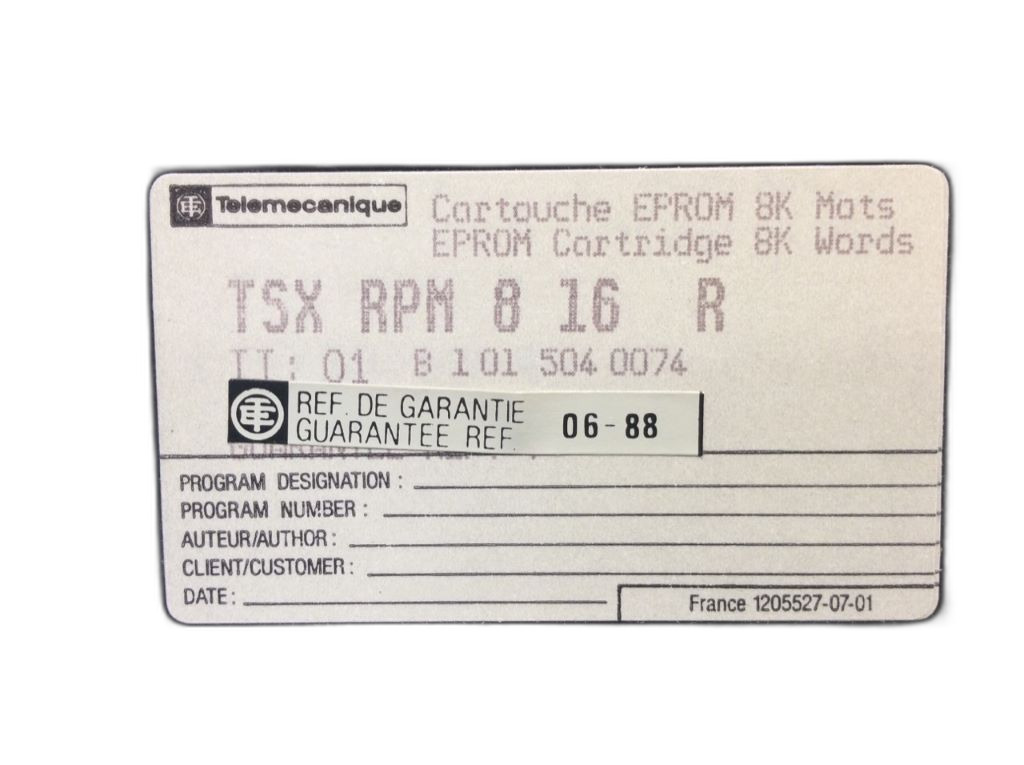 Telemecanique
Cartouche EPROM 8K Mots
EPROM Cartridge 8K Words
TSX RPM 8 16 R
II: 01 B 1 01 504 0074
REF. DE GARANTIE
GUARANTEE REF. 06-88
PROGRAM DESIGNATION :
PROGRAM NUMBER :
AUTEUR/AUTHOR :
CLIENT/CUSTOMER :
DATE :
France 1205527-07-01